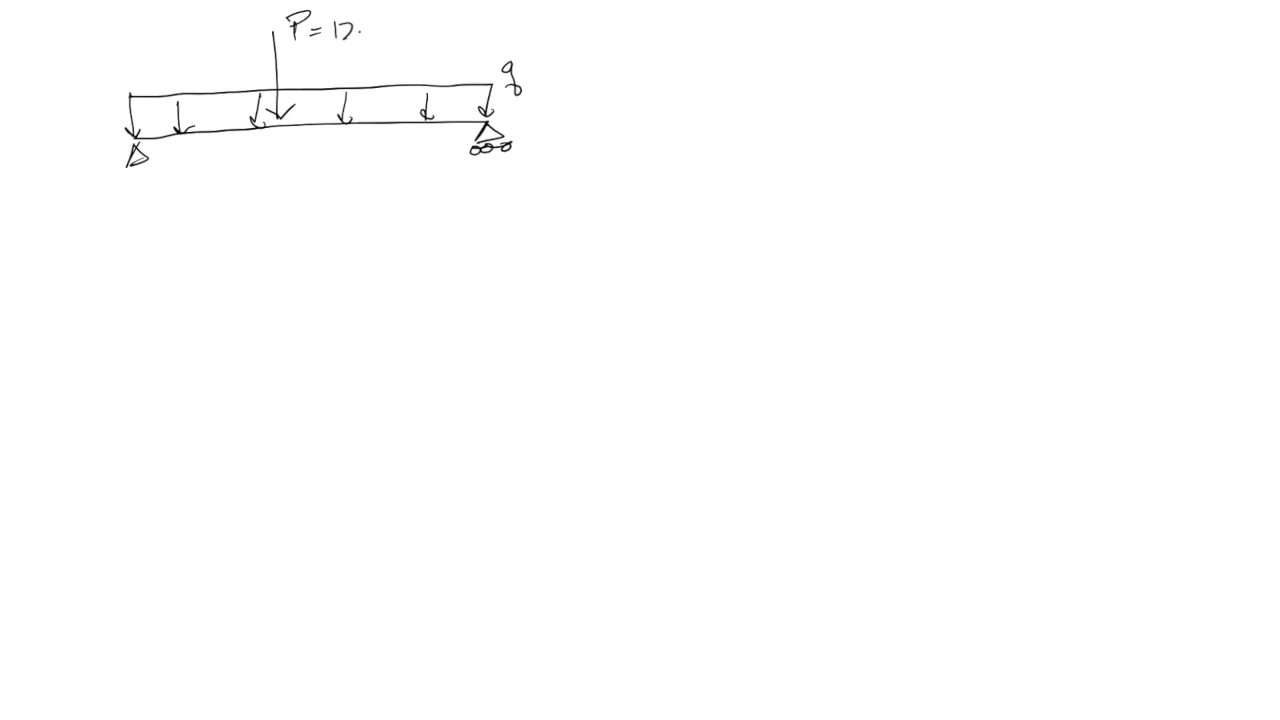 P = 17.
q